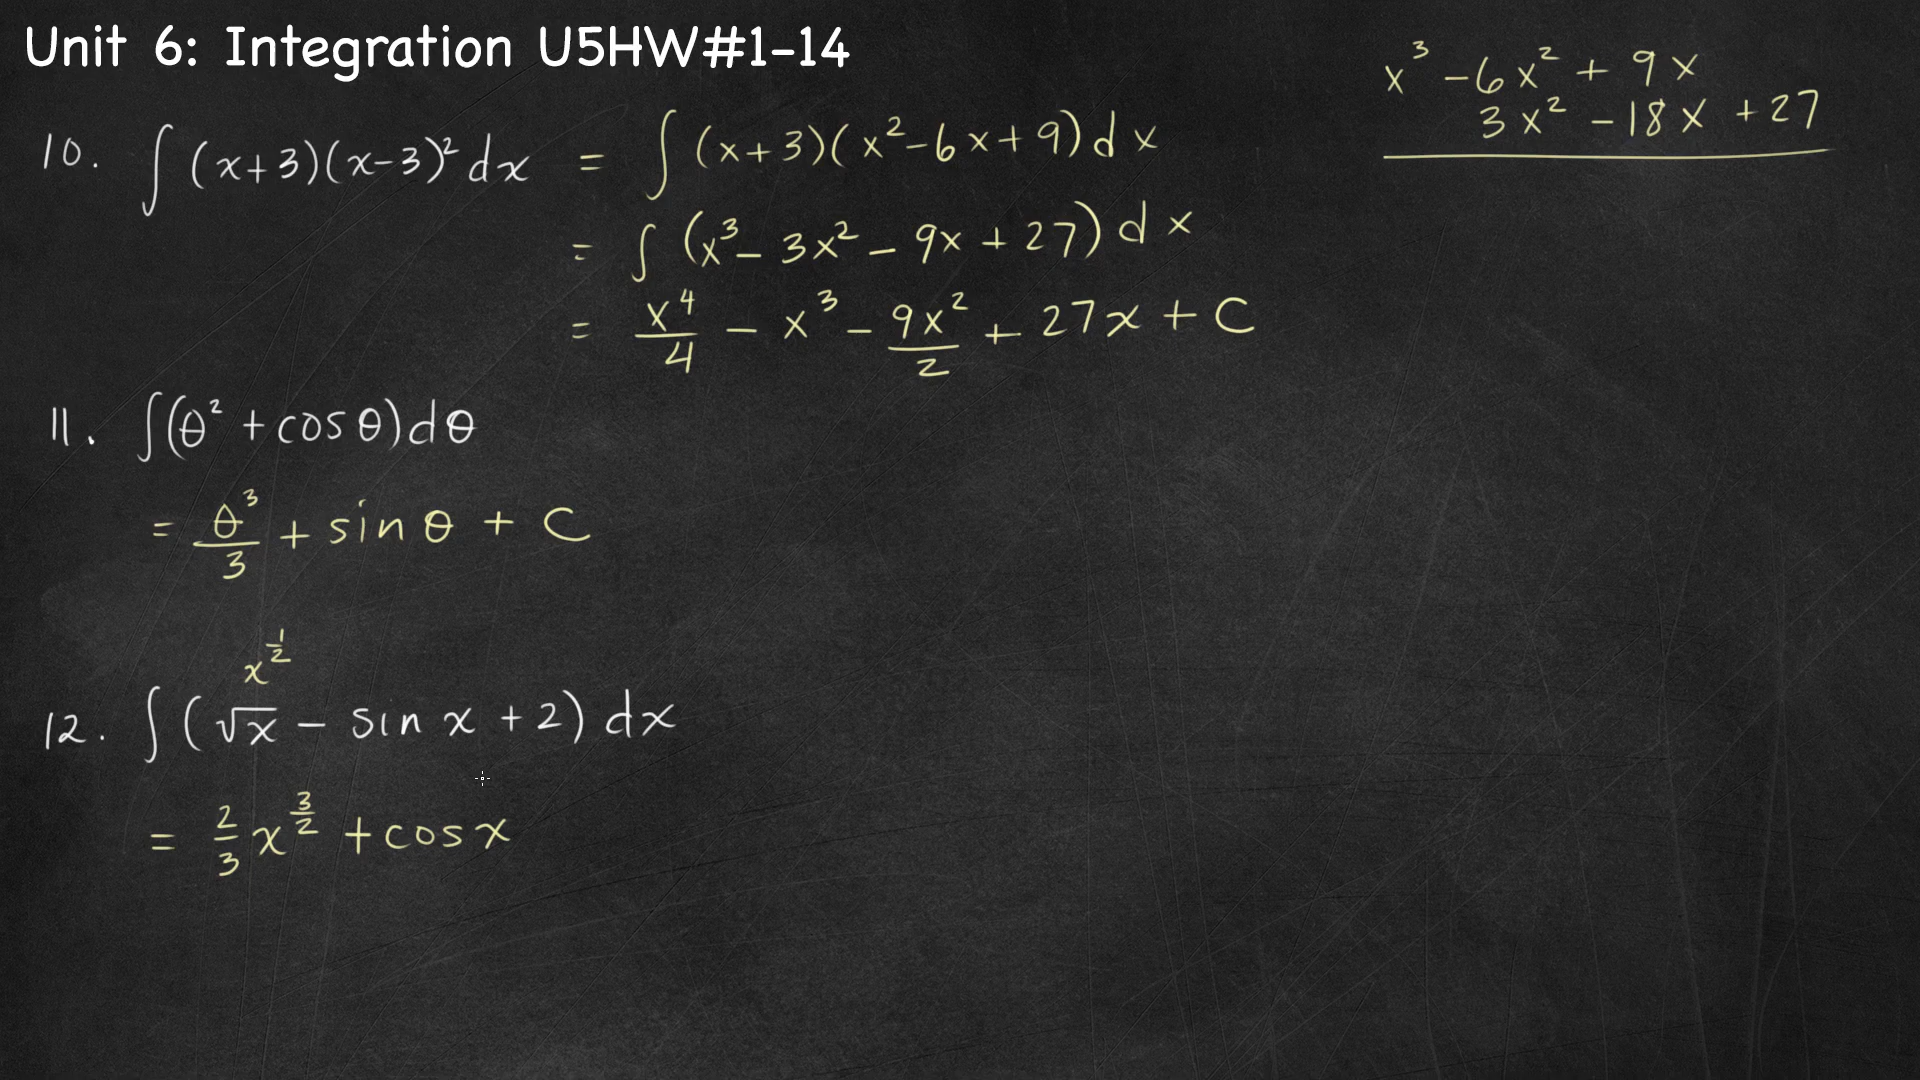 Unit 6: Integration U5HW#1-14
x³ - 6x² + 9x
3x² - 18x + 27
10. ∫ (x+3)(x-3)² dx = ∫ (x+3)(x²-6x+9) dx
= ∫ (x³ - 3x² - 9x + 27) dx
= x⁴/4 - x³ - 9x²/2 + 27x + C
11. ∫(θ² + cos θ)dθ
= θ³/3 + sin θ + C
x^(1/2)
12. ∫ (√x - sin x + 2) dx
= 2/3 x^(3/2) + cos x